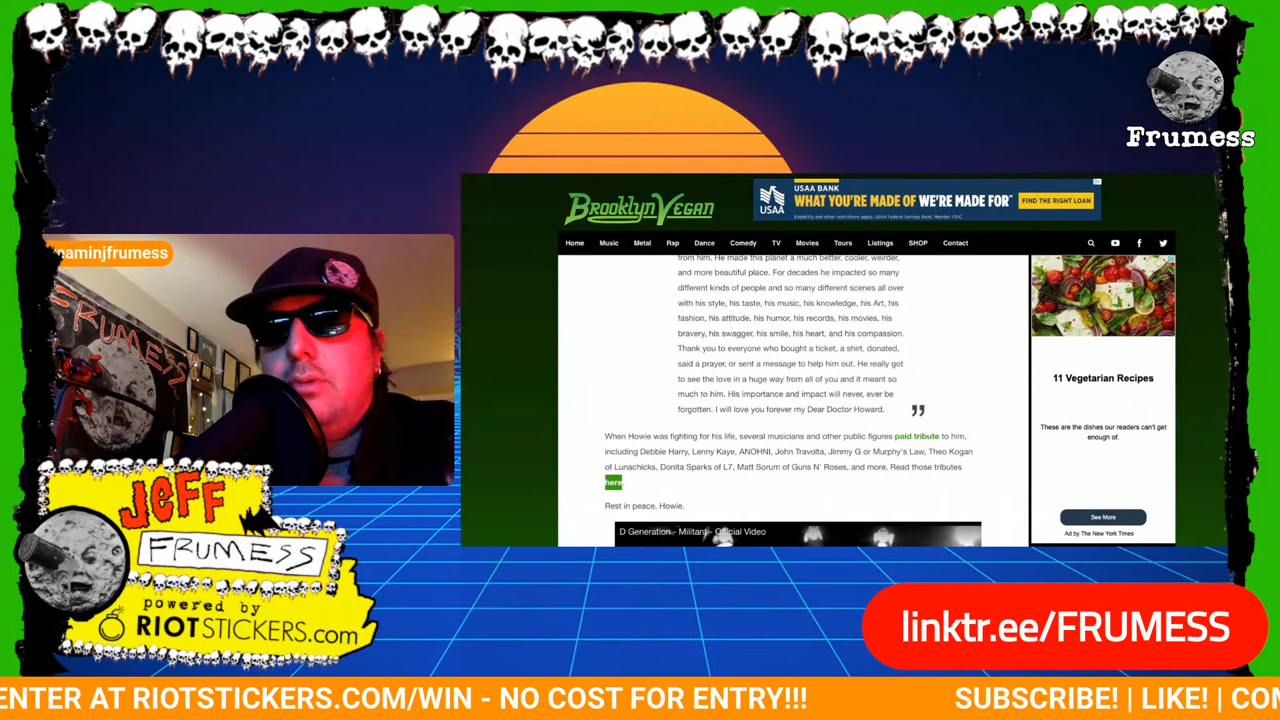 Frumess
BROOKLYNVEGAN
USAA BANK
WHAT YOU'RE MADE OF WE'RE MADE FOR™
FIND THE RIGHT LOAN
USAA
Home Music Metal Rap Dance Comedy TV Movies Tours Listings SHOP Contact
eaminjfrumess
FRUMESS
from him. He made this planet a much better, cooler, weirder,
and more beautiful place. For decades he impacted so many
different kinds of people and so many different scenes all over
with his style, his taste, his music, his knowledge, his Art, his
fashion, his attitude, his humor, his records, his movies, his
bravery, his swagger, his smile, his heart, and his compassion.
Thank you to everyone who bought a ticket, a shirt, donated,
said a prayer, or sent a message to help him out. He really got
to see the love in a huge way from all of you and it meant so
much to him. His importance and impact will never, ever be
forgotten. I will love you forever my Dear Doctor Howard. ”
When Howie was fighting for his life, several musicians and other public figures paid tribute to him,
including Debbie Harry, Lenny Kaye, ANOHNI, John Travolta, Jimmy G or Murphy's Law, Theo Kogan
of Lunachicks, Donita Sparks of L7, Matt Sorum of Guns N' Roses, and more. Read those tributes
here.
Rest in peace, Howie.
D Generation - Militant - Official Video
11 Vegetarian Recipes
These are the dishes our readers can't get
enough of.
See More
Ad by The New York Times
JEFF
FRUMESS
powered by
RIOTSTICKERS.com
linktr.ee/FRUMESS
ENTER AT RIOTSTICKERS.COM/WIN - NO COST FOR ENTRY!!! SUBSCRIBE! | LIKE! | COM